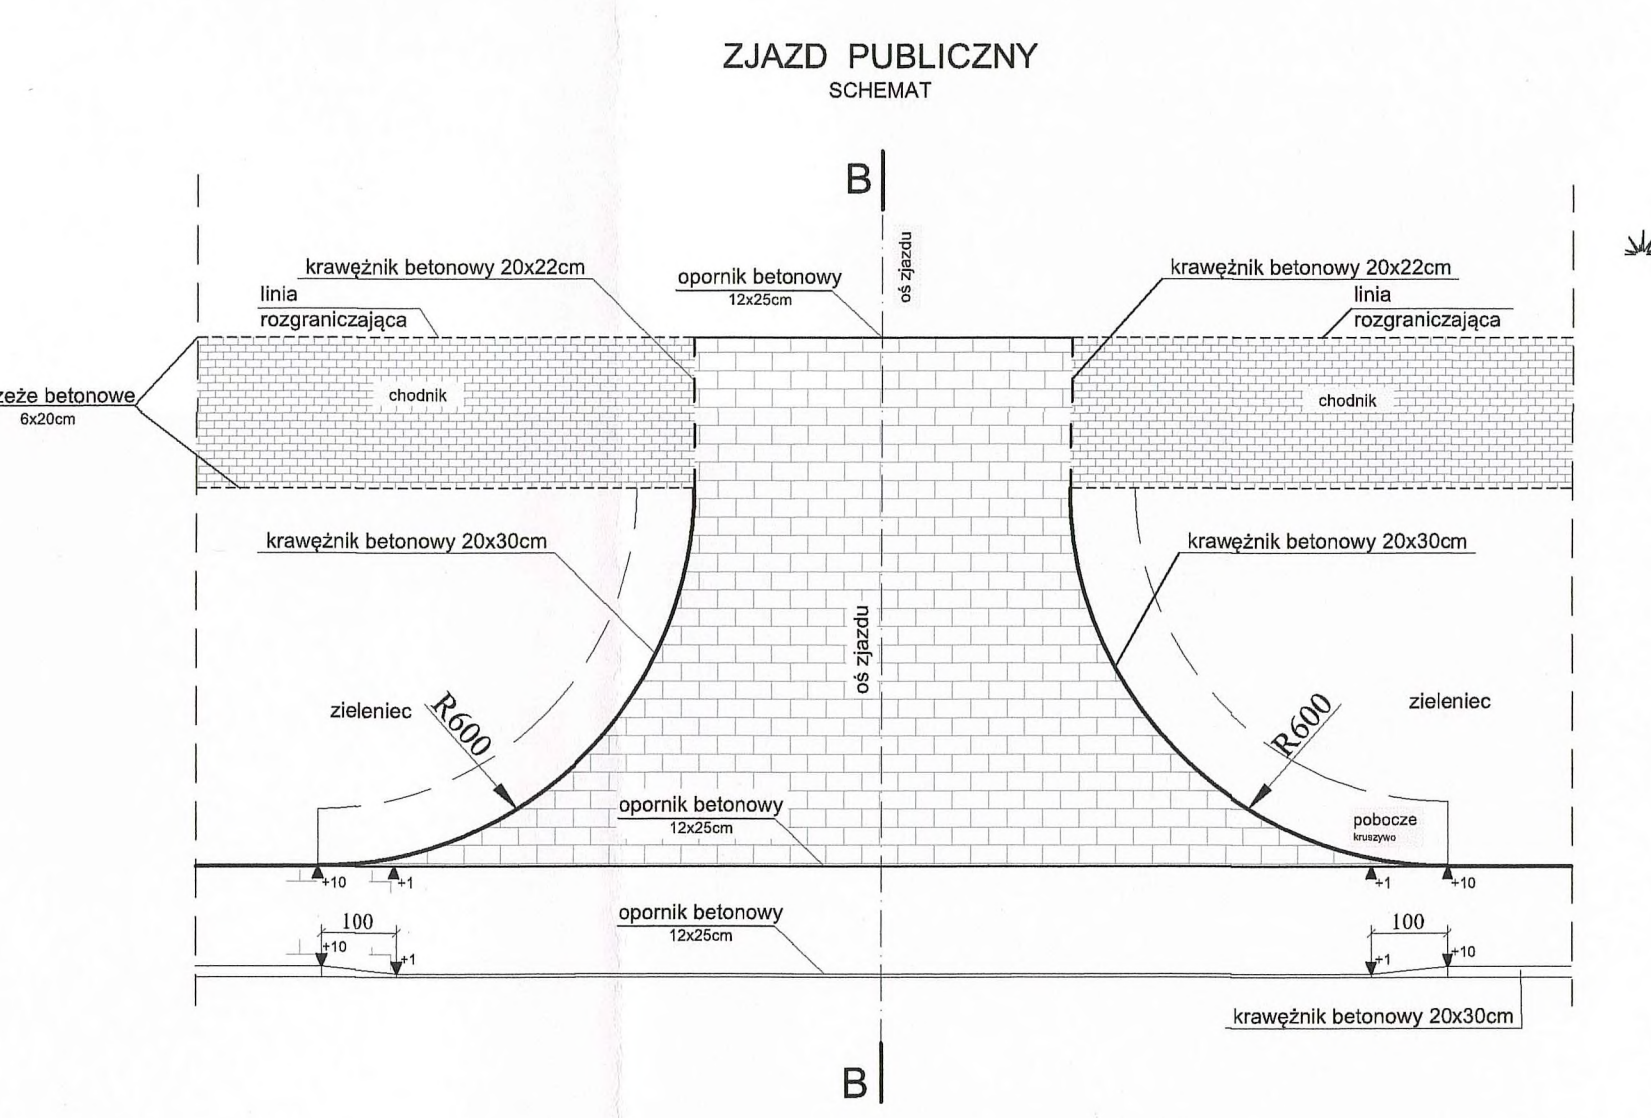 ZJAZD PUBLICZNY
SCHEMAT
B
oś zjazdu
krawężnik betonowy 20x22cm
opornik betonowy
12x25cm
krawężnik betonowy 20x22cm
linia
rozgraniczająca
linia
rozgraniczająca
chodnik
chodnik
betonowe
6x20cm
krawężnik betonowy 20x30cm
krawężnik betonowy 20x30cm
oś zjazdu
zieleniec
R600
R600
zieleniec
opornik betonowy
12x25cm
pobocze
kruszywo
+10
+1
+1
+10
opornik betonowy
12x25cm
100
100
+10
+1
+1
+10
krawężnik betonowy 20x30cm
B